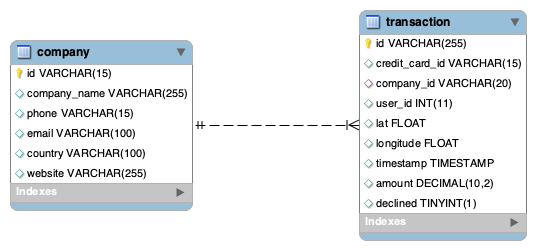 company
id VARCHAR(15)
company_name VARCHAR(255)
phone VARCHAR(15)
email VARCHAR(100)
country VARCHAR(100)
website VARCHAR(255)
Indexes
transaction
id VARCHAR(255)
credit_card_id VARCHAR(15)
company_id VARCHAR(20)
user_id INT(11)
lat FLOAT
longitude FLOAT
timestamp TIMESTAMP
amount DECIMAL(10,2)
declined TINYINT(1)
Indexes